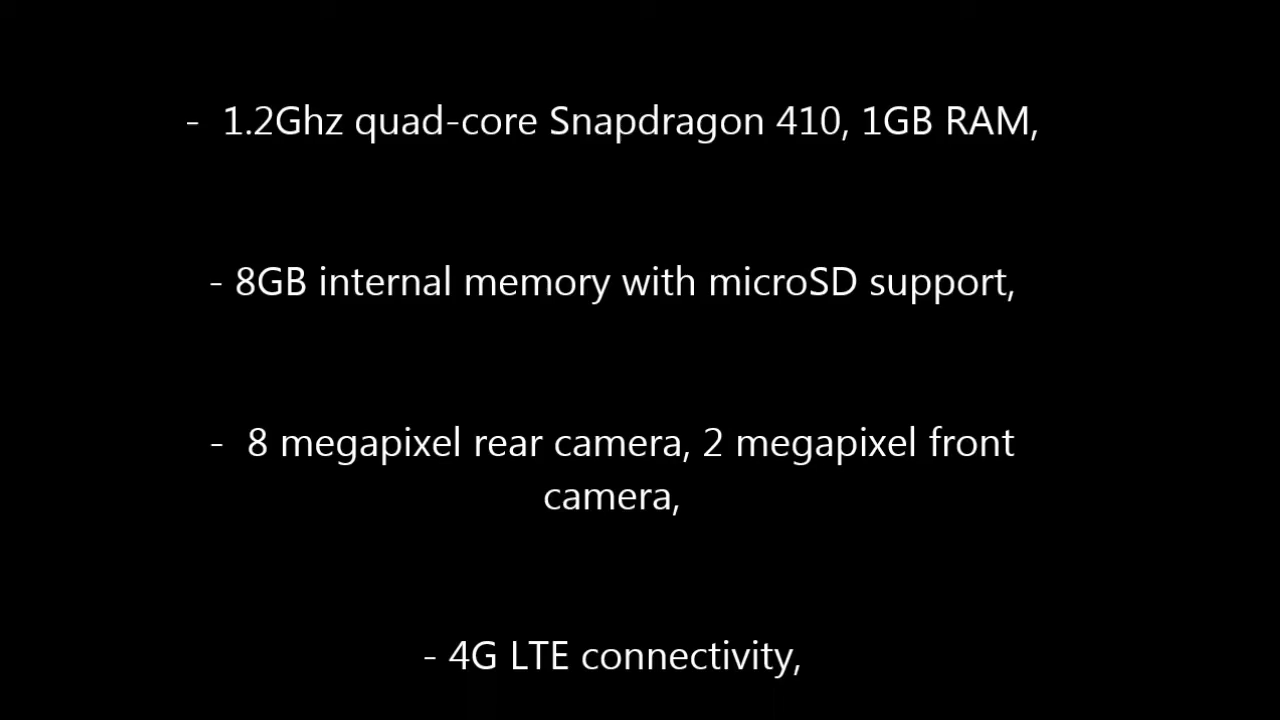 - 1.2Ghz quad-core Snapdragon 410, 1GB RAM,
- 8GB internal memory with microSD support,
- 8 megapixel rear camera, 2 megapixel front
camera,
- 4G LTE connectivity,